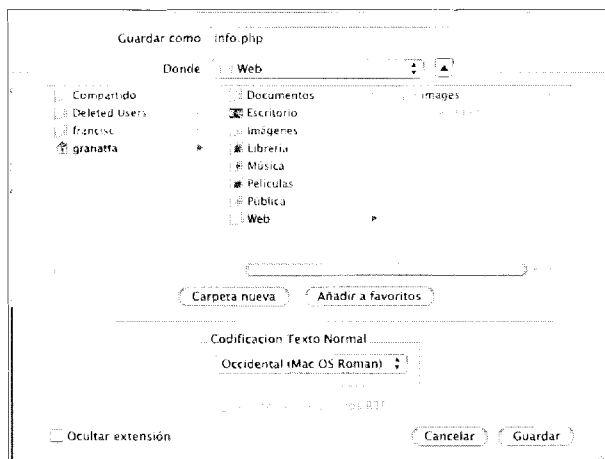 Guardar como info.php
Donde Web
Compartido
Deleted Users
francisc
granatta
Documentos
Escritorio
Imágenes
Librería
Música
Películas
Pública
Web
images
Carpeta nueva Añadir a favoritos
Codificacion Texto Normal
Occidental (Mac OS Roman)
Ocultar extensión
Cancelar Guardar